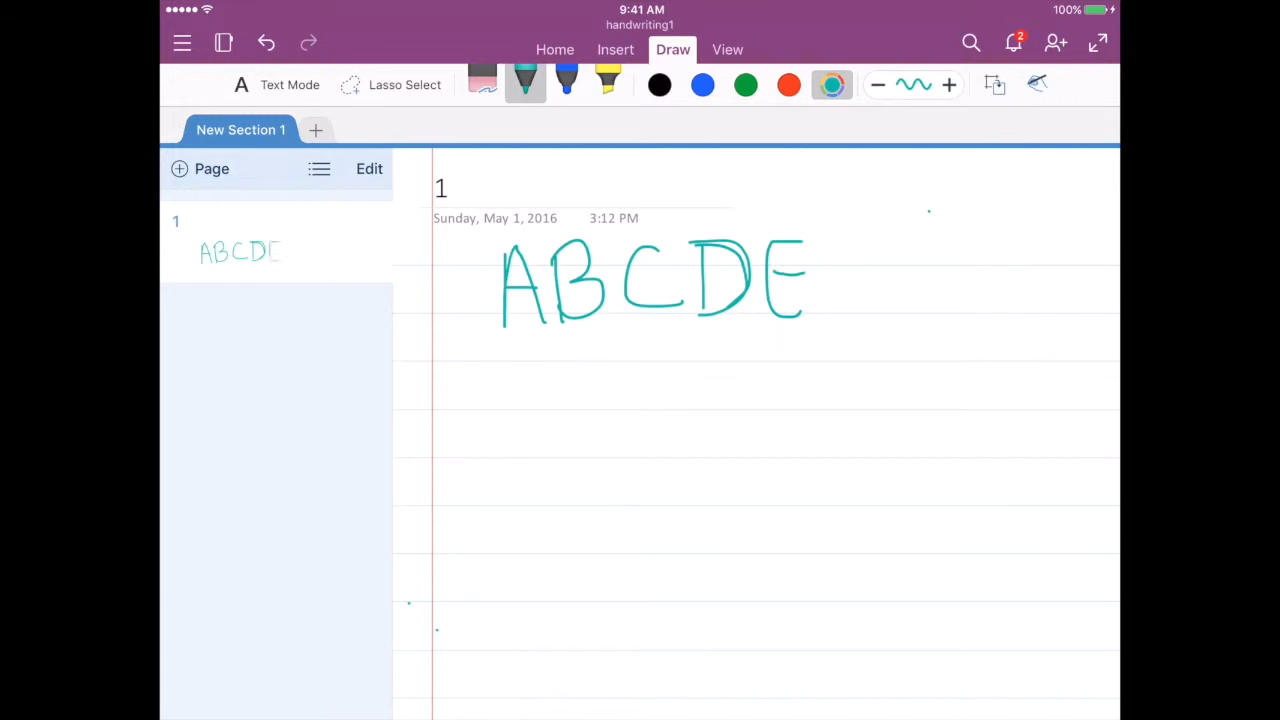 9:41 AM
100%
handwriting1
Home Insert Draw View
2
A Text Mode Lasso Select
New Section 1 +
Page Edit
1
ABCDE
1
Sunday, May 1, 2016 3:12 PM
ABCDE